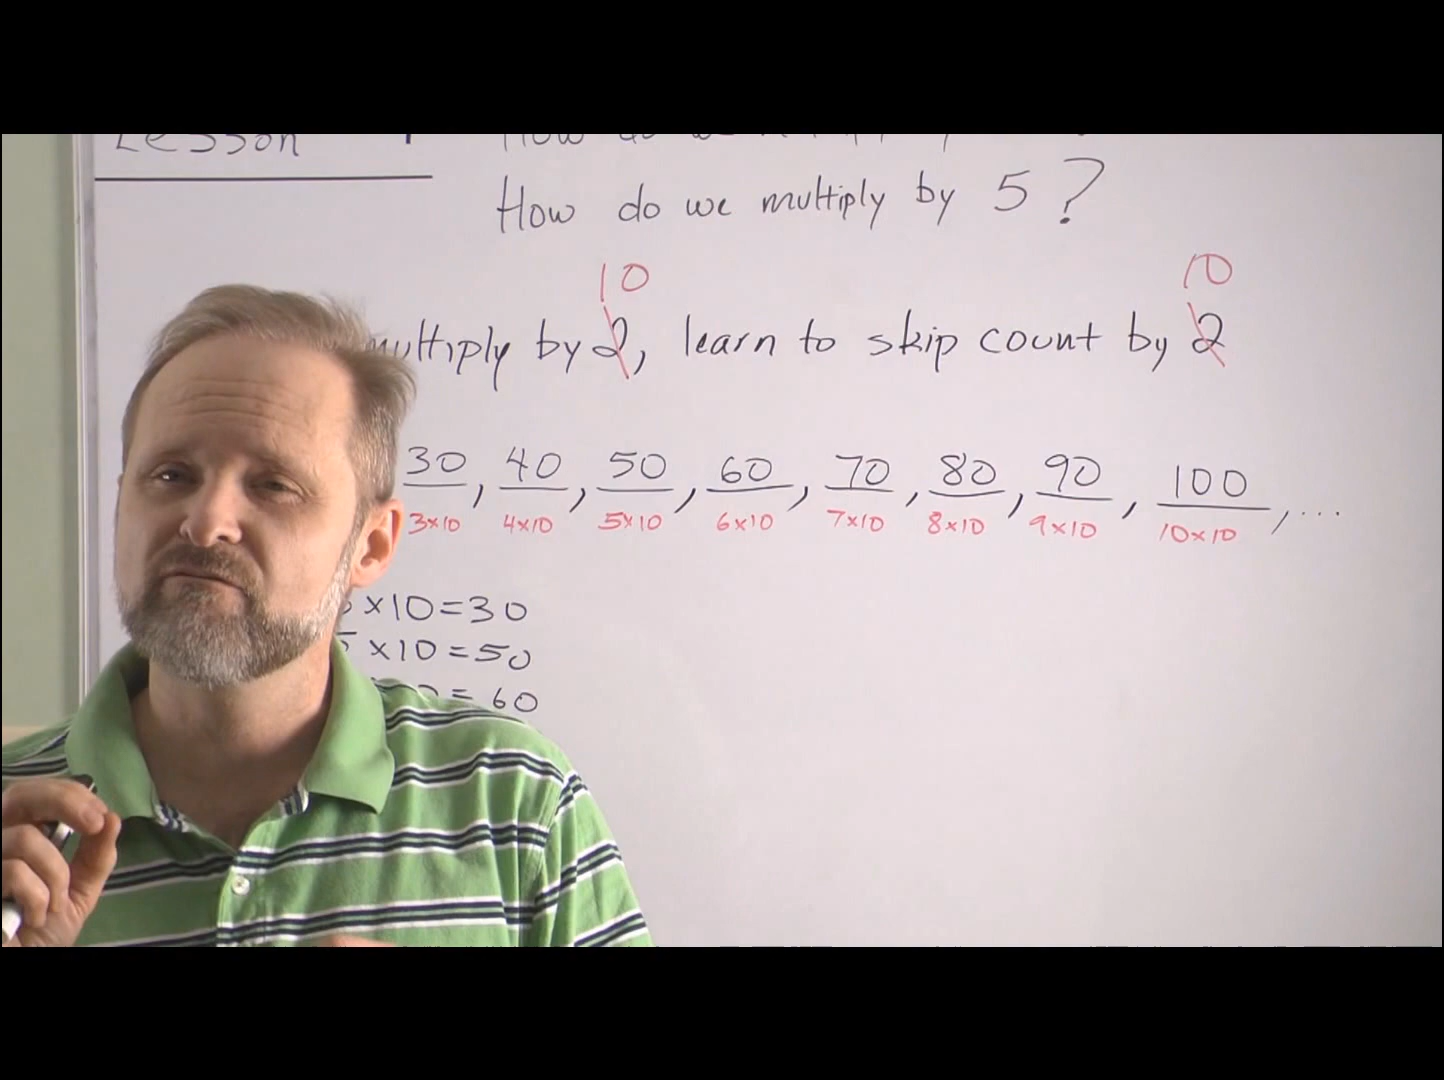 Lesson
How do we multiply by 5 ?
10 10
multiply by 2, learn to skip count by 2
30, 40, 50, 60, 70, 80, 90, 100, ...
3×10 4×10 5×10 6×10 7×10 8×10 9×10 10×10
×10=30
×10=50
= 60